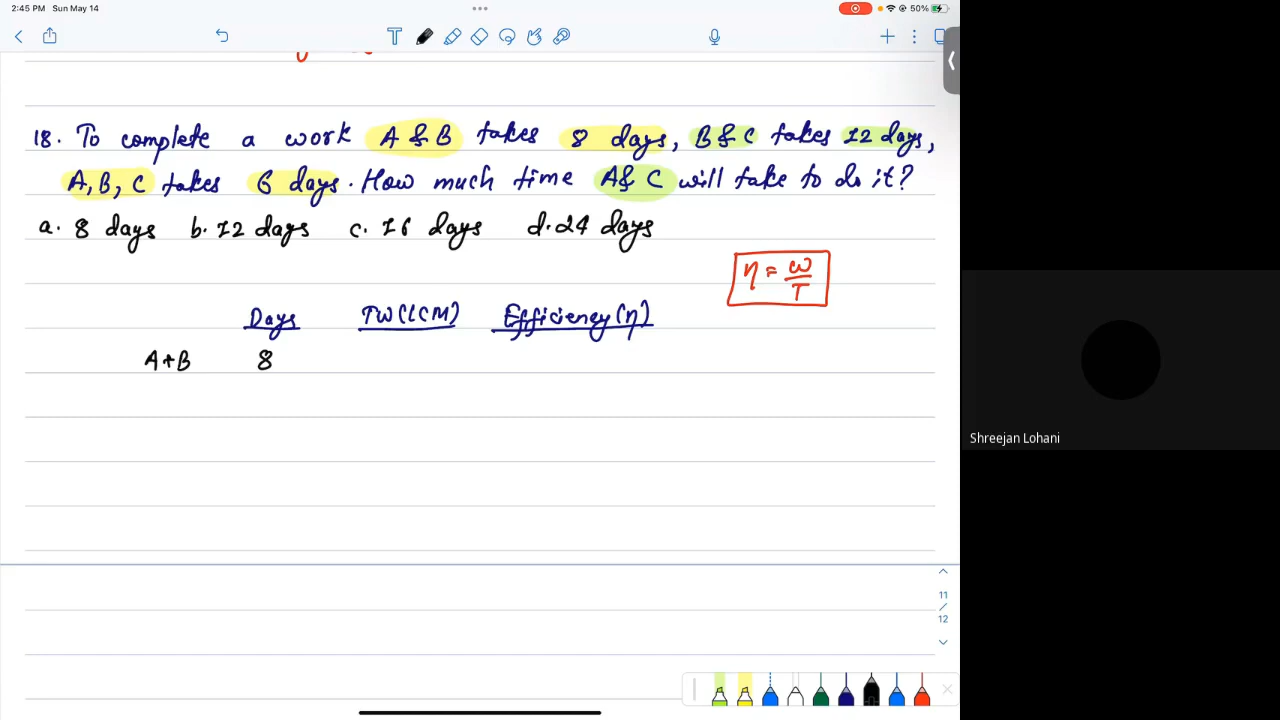 2:45 PM Sun May 14
50%
18. To complete a work A & B takes 8 days, B & C takes 12 days,
A, B, C takes 6 days. How much time A & C will take to do it?
a. 8 days b. 12 days c. 16 days d. 24 days
η = w/T
Days TW(LCM) Efficiency(η)
A+B 8
Shreejan Lohani
11
/
12